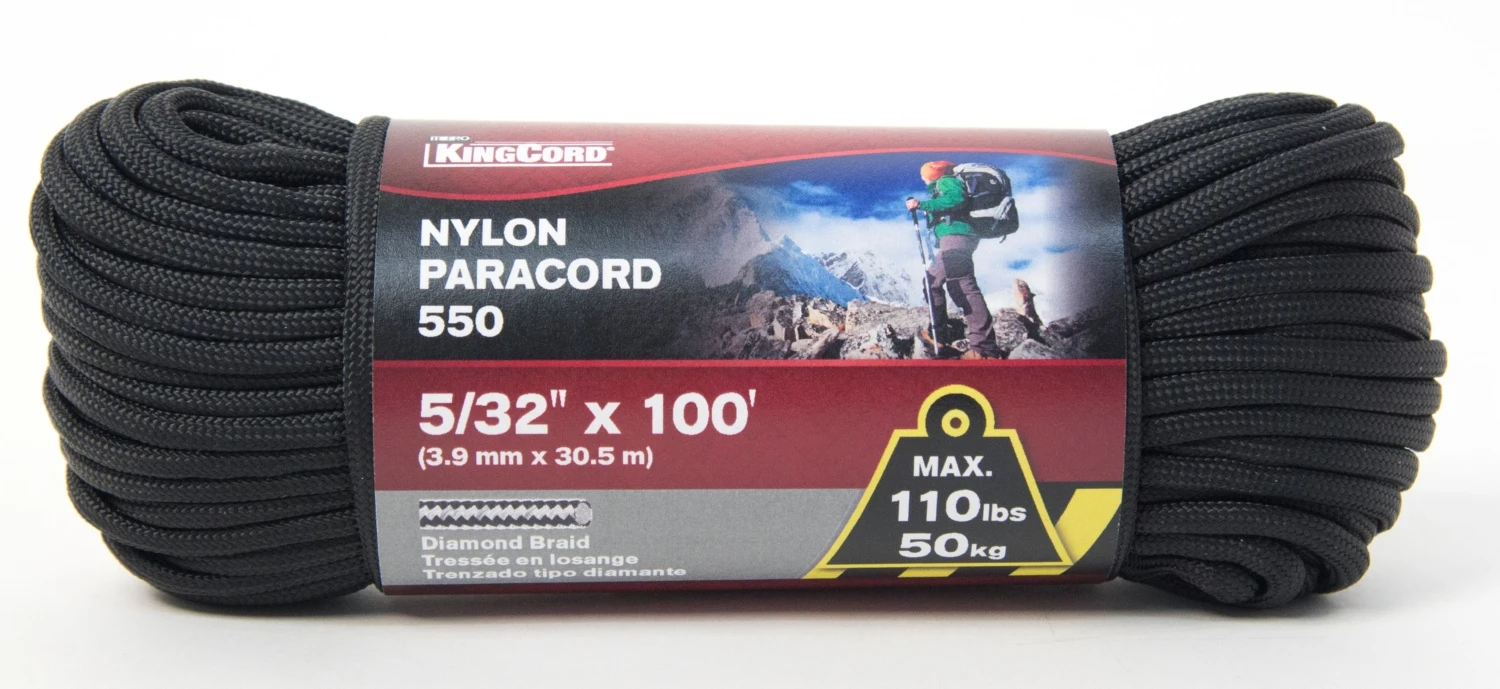 KINGCORD®
NYLON
PARACORD
550
5/32" x 100'
(3.9 mm x 30.5 m)
Diamond Braid
Tressée en losange
Trenzado tipo diamante
MAX.
110lbs
50kg